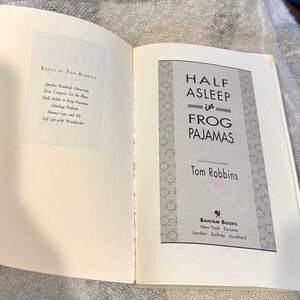 BOOKS BY TOM ROBBINS
Another Roadside Attraction
Even Cowgirls Get the Blues
Half Asleep in Frog Pajamas
Jitterbug Perfume
Skinny Legs and All
Still Life with Woodpecker
HALF
ASLEEP
in
FROG
PAJAMAS
Tom Robbins
BANTAM BOOKS
New York Toronto
London Sydney Auckland